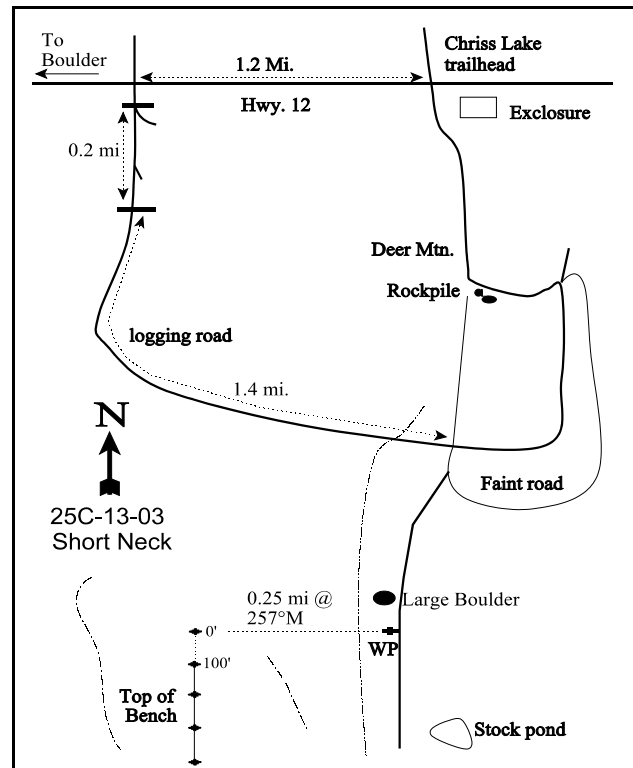 To
Boulder
1.2 Mi.
Chriss Lake
trailhead
Hwy. 12
Exclosure
0.2 mi
Deer Mtn.
Rockpile
logging road
1.4 mi.
N
Faint road
25C-13-03
Short Neck
0.25 mi @
257°M
Large Boulder
0'
WP
100'
Top of
Bench
Stock pond